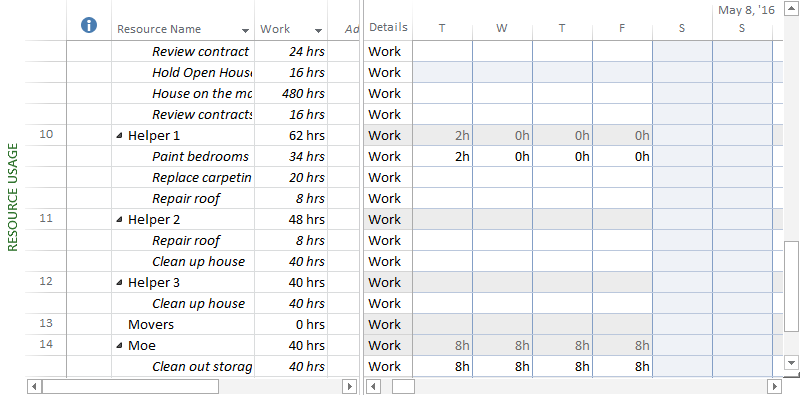 May 8, '16
Resource Name Work Ad Details T W T F S S
Review contract 24 hrs Work
Hold Open House 16 hrs Work
House on the ma 480 hrs Work
Review contracts 16 hrs Work
10 Helper 1 62 hrs Work 2h 0h 0h 0h
Paint bedrooms 34 hrs Work 2h 0h 0h 0h
Replace carpetin 20 hrs Work
Repair roof 8 hrs Work
11 Helper 2 48 hrs Work
Repair roof 8 hrs Work
Clean up house 40 hrs Work
12 Helper 3 40 hrs Work
Clean up house 40 hrs Work
13 Movers 0 hrs Work
14 Moe 40 hrs Work 8h 8h 8h 8h
Clean out storag 40 hrs Work 8h 8h 8h 8h
RESOURCE USAGE